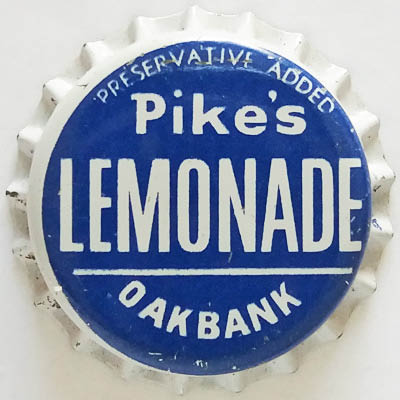 PRESERVATIVE ADDED
Pike's
LEMONADE
OAKBANK